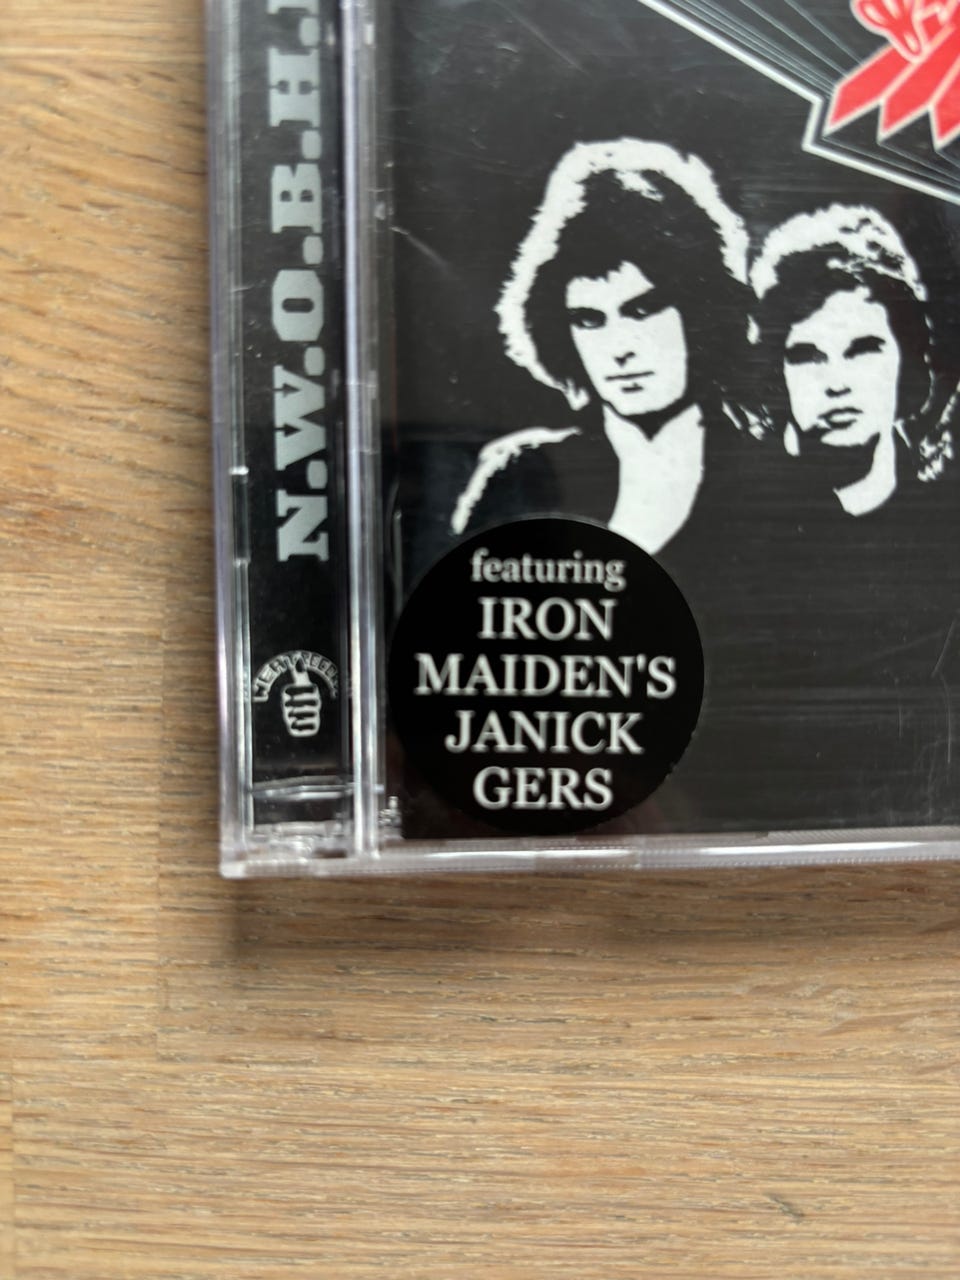 N.W.O.B.H.
featuring
IRON
MAIDEN'S
JANICK
GERS